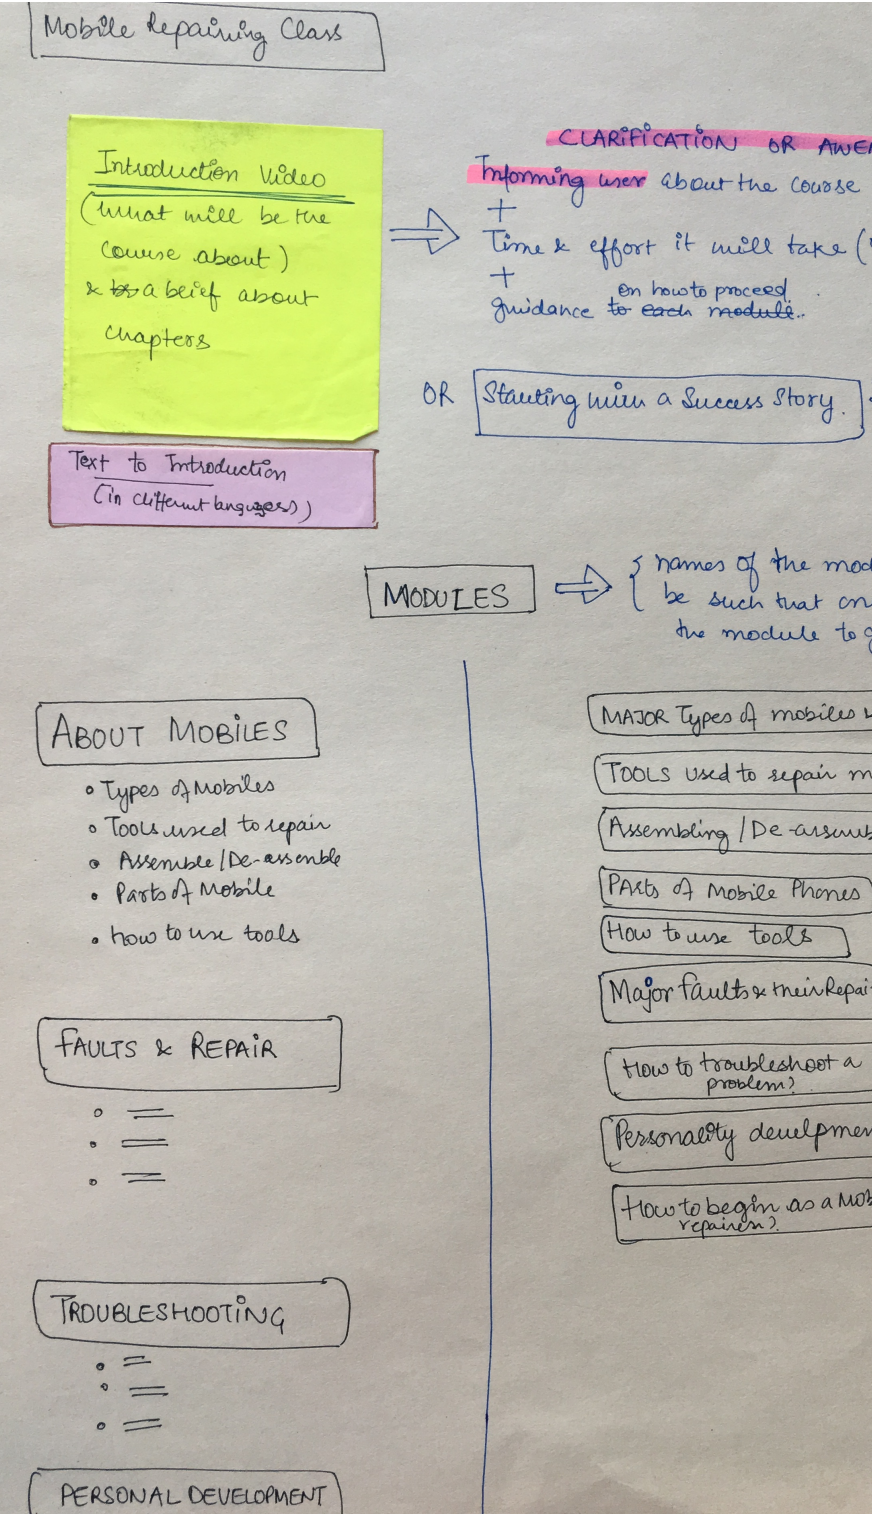 Mobile Repairing Class
Introduction Video
(What will be the
course about)
& a brief about
chapters
Text to Introduction
(in different languages)
CLARIFICATION OR
Informing user about the course
+
Time & effort it will take (
+
on how to proceed.
guidance to each module..
OR Starting with a Success Story.
MODULES
{ names of the
be such that
the module to
ABOUT MOBILES
• Types of Mobiles
• Tools used to repair
• Assemble/De-assenble
• Parts of Mobile
• how to use tools
FAULTS & REPAIR
TROUBLESHOOTING
PERSONAL DEVELOPMENT
MAJOR Types of mobiles
TOOLS used to repair
Assembling /
PArts of Mobile Phones
How to use tools
Major faults & their
How to troubleshoot a
problem?
Personality
How to begin as a
repairer?